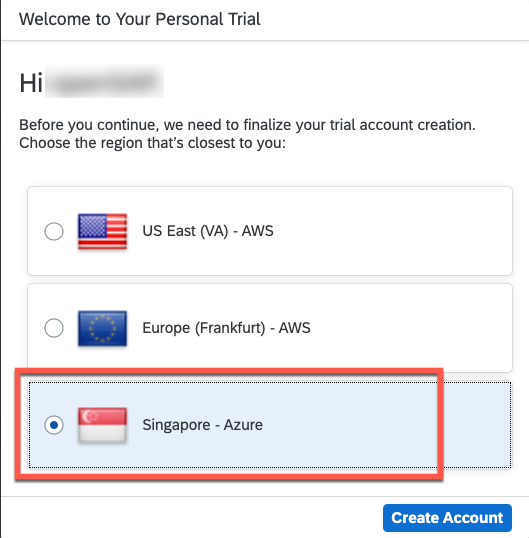 Welcome to Your Personal Trial
Hi
Before you continue, we need to finalize your trial account creation.
Choose the region that's closest to you:
US East (VA) - AWS
Europe (Frankfurt) - AWS
Singapore - Azure
Create Account